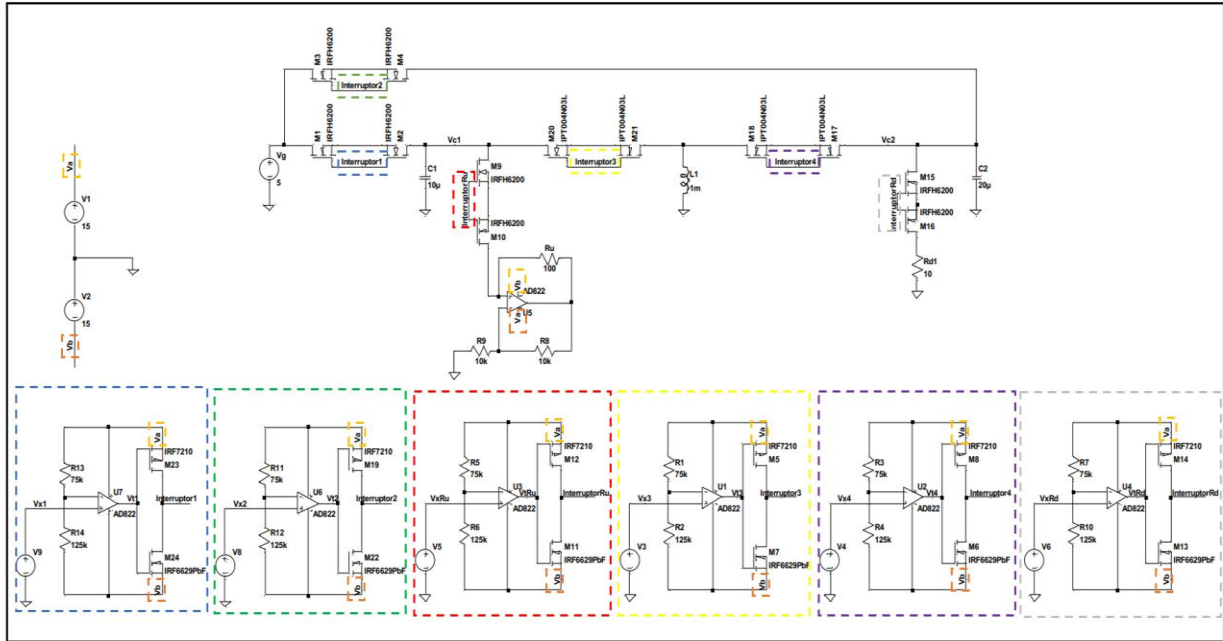 M3
IRFH6200
IRFH6200
M4
Interruptor2
M1
IRFH6200
IRFH6200
M2
Interruptor1
Vg
5
Vc1
C1
10µ
M20
IPT004N03L
IPT004N03L
M21
Interruptor3
L1
1m
M18
IPT004N03L
IPT004N03L
M17
Interruptor4
Vc2
C2
20µ
M9
IRFH6200
InterruptorRu
IRFH6200
M10
M15
IRFH6200
InterruptorRd
IRFH6200
M16
Rd1
10
Ru
100
Vb
AD822
U5
Va
R9
10k
R8
10k
Va
V1
15
V2
15
Vb
Va
IRF7210
M23
R13
75k
U7
Vx1
Vt1
Interruptor1
AD822
R14
125k
M24
IRF6629PbF
V9
Vb
Va
IRF7210
M19
R11
75k
U6
Vx2
Vt2
Interruptor2
AD822
R12
125k
M22
IRF6629PbF
V8
Vb
Va
IRF7210
M12
R5
75k
U3
VxRu
VtRu
InterruptorRu
AD822
R6
125k
M11
IRF6629PbF
V5
Vb
Va
IRF7210
M5
R1
75k
U1
Vx3
Vt3
Interruptor3
AD822
R2
125k
M7
IRF6629PbF
V3
Vb
Va
IRF7210
M8
R3
75k
U2
Vx4
Vt4
Interruptor4
AD822
R4
125k
M6
IRF6629PbF
V4
Vb
Va
IRF7210
M14
R7
75k
U4
VxRd
VtRd
InterruptorRd
AD822
R10
125k
M13
IRF6629PbF
V6
Vb